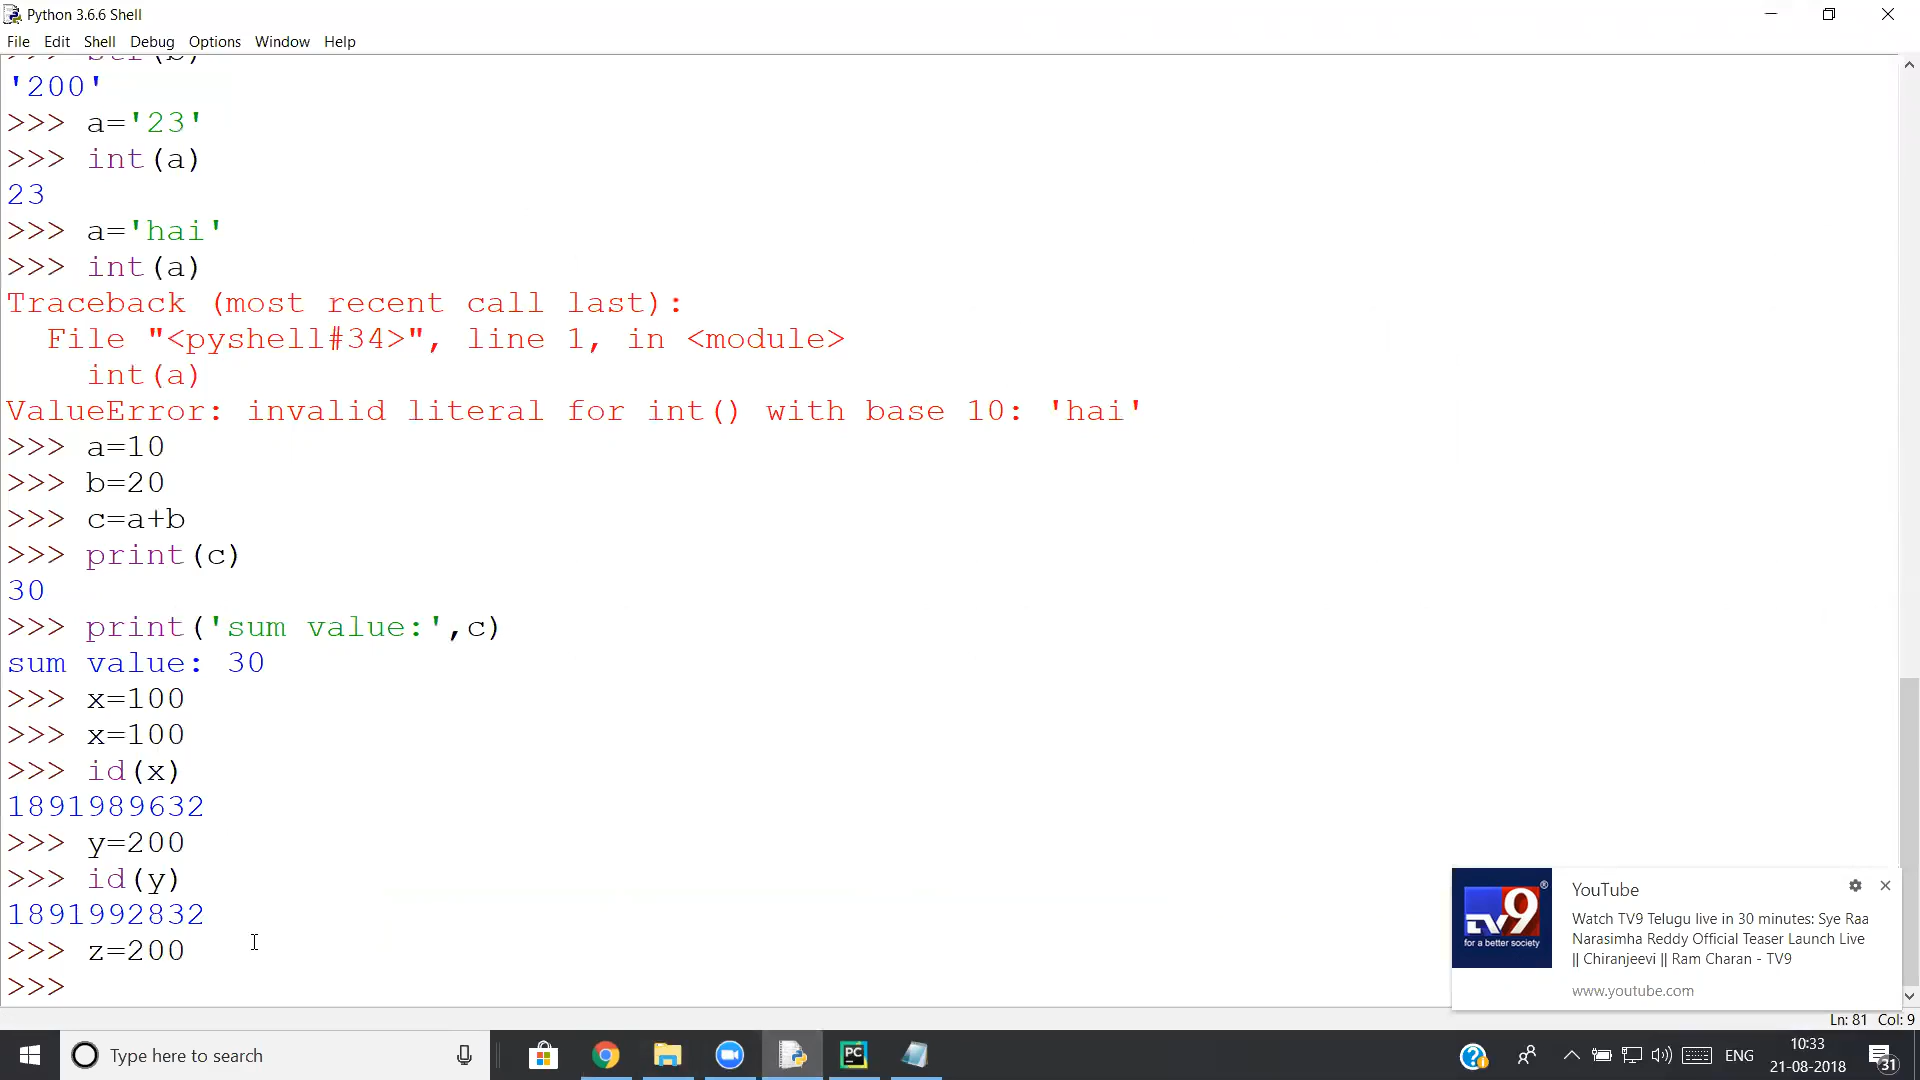 Python 3.6.6 Shell
File Edit Shell Debug Options Window Help
>>> str(b)
'200'
>>> a='23'
>>> int(a)
23
>>> a='hai'
>>> int(a)
Traceback (most recent call last):
  File "<pyshell#34>", line 1, in <module>
    int(a)
ValueError: invalid literal for int() with base 10: 'hai'
>>> a=10
>>> b=20
>>> c=a+b
>>> print(c)
30
>>> print('sum value:',c)
sum value: 30
>>> x=100
>>> x=100
>>> id(x)
1891989632
>>> y=200
>>> id(y)
1891992832
>>> z=200
>>>
TV9®
for a better society
YouTube
Watch TV9 Telugu live in 30 minutes: Sye Raa
Narasimha Reddy Official Teaser Launch Live
|| Chiranjeevi || Ram Charan - TV9
www.youtube.com
Ln: 81 Col: 9
Type here to search
PC
ENG
10:33
21-08-2018
31